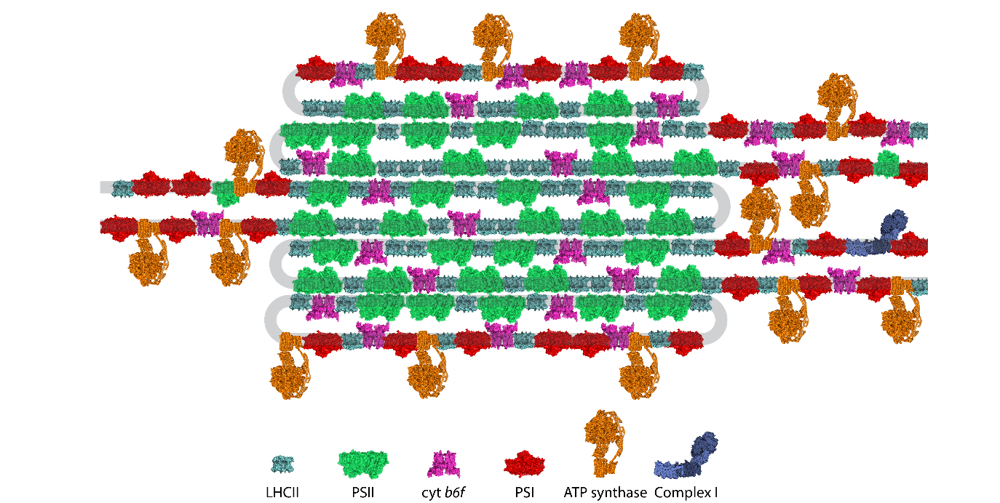 LHCII PSII cyt b6f PSI ATP synthase Complex I